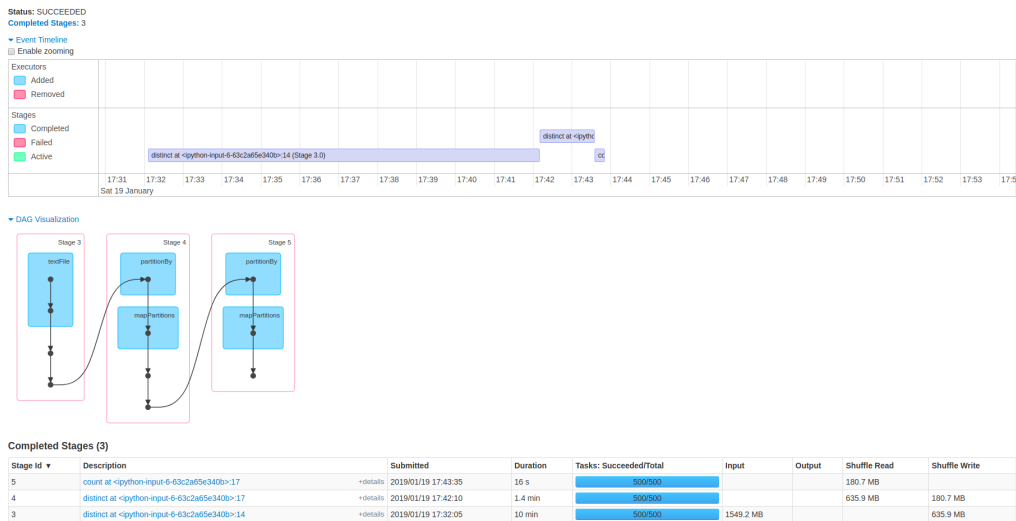 Status: SUCCEEDED
Completed Stages: 3
Event Timeline
Enable zooming
Executors
Added
Removed
Stages
Completed
Failed
Active
distinct at <ipytho
distinct at <ipython-input-6-63c2a65e340b>:14 (Stage 3.0)
cc
17:31 17:32 17:33 17:34 17:35 17:36 17:37 17:38 17:39 17:40 17:41 17:42 17:43 17:44 17:45 17:46 17:47 17:48 17:49 17:50 17:51 17:52 17:53 17:5
Sat 19 January
DAG Visualization
Stage 3 Stage 4 Stage 5
textFile partitionBy partitionBy
mapPartitions mapPartitions
Completed Stages (3)
Stage Id ▼ Description Submitted Duration Tasks: Succeeded/Total Input Output Shuffle Read Shuffle Write
5 count at <ipython-input-6-63c2a65e340b>:17 +details 2019/01/19 17:43:35 16 s 500/500 180.7 MB
4 distinct at <ipython-input-6-63c2a65e340b>:17 +details 2019/01/19 17:42:10 1.4 min 500/500 635.9 MB 180.7 MB
3 distinct at <ipython-input-6-63c2a65e340b>:14 +details 2019/01/19 17:32:05 10 min 500/500 1549.2 MB 635.9 MB